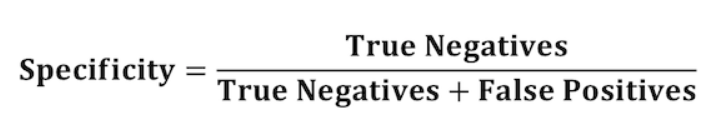 True Negatives
Specificity =
True Negatives + False Positives